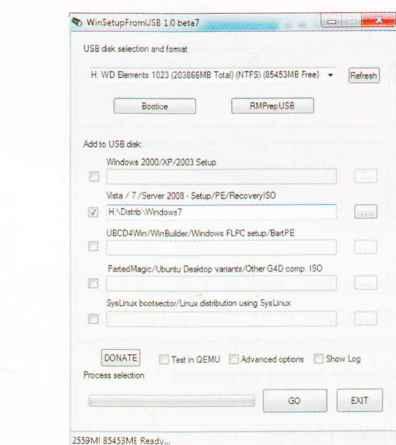 WinSetupFromUSB 1.0 beta7
USB disk selection and format
H: WD Elements 1023 (203866MB Total) (NTFS) (85453MB Free)
Refresh
Bootice
RMPrepUSB
Add to USB disk:
Windows 2000/XP/2003 Setup
...
Vista / 7 /Server 2008 - Setup/PE/RecoveryISO
H:\Distrib\Windows7
...
UBCD4Win/WinBuilder/Windows FLPC setup/BartPE
...
PartedMagic/Ubuntu Desktop variants/Other G4D comp. ISO
...
SysLinux bootsector/Linux distribution using SysLinux
...
DONATE Test in QEMU Advanced options Show Log
Process selection
GO EXIT
2559MI 85453ME Ready...